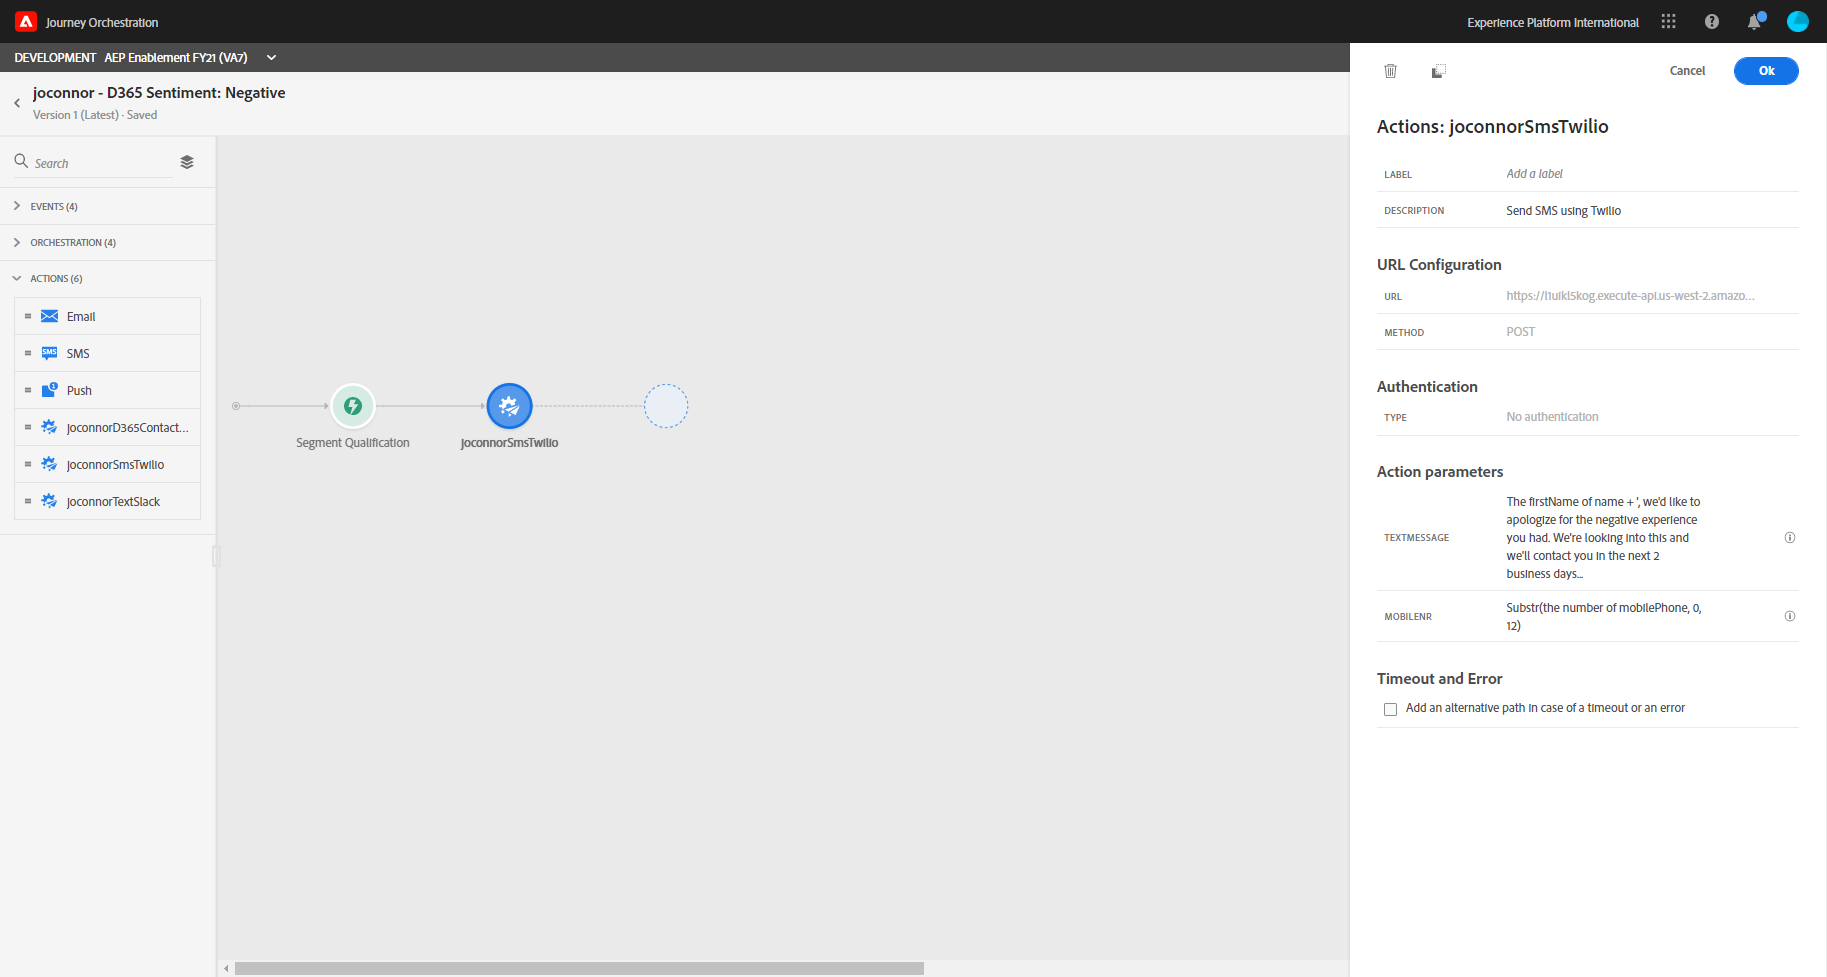 Journey Orchestration
Experience Platform International
DEVELOPMENT AEP Enablement FY21 (VA7)
joconnor - D365 Sentiment: Negative
Version 1 (Latest) · Saved
Search
EVENTS (4)
ORCHESTRATION (4)
ACTIONS (6)
Email
SMS
SMS
Push
joconnorD365Contact...
joconnorSmsTwilio
joconnorTextSlack
Segment Qualification
joconnorSmsTwilio
Cancel
Ok
Actions: joconnorSmsTwilio
LABEL Add a label
DESCRIPTION Send SMS using Twilio
URL Configuration
URL https://l1uikl5kog.execute-api.us-west-2.amazo...
METHOD POST
Authentication
TYPE No authentication
Action parameters
TEXTMESSAGE
The firstName of name + ', we'd like to
apologize for the negative experience
you had. We're looking into this and
we'll contact you in the next 2
business days...
MOBILENR
Substr(the number of mobilePhone, 0,
12)
Timeout and Error
Add an alternative path in case of a timeout or an error